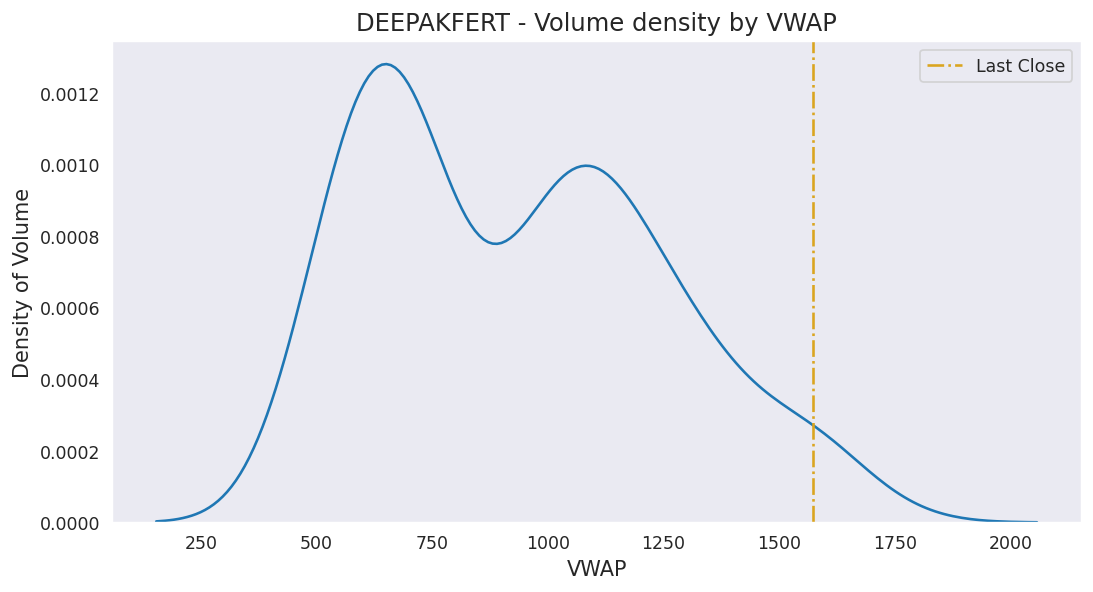 DEEPAKFERT - Volume density by VWAP
Last Close
Density of Volume
0.0012
0.0010
0.0008
0.0006
0.0004
0.0002
0.0000
250 500 750 1000 1250 1500 1750 2000
VWAP